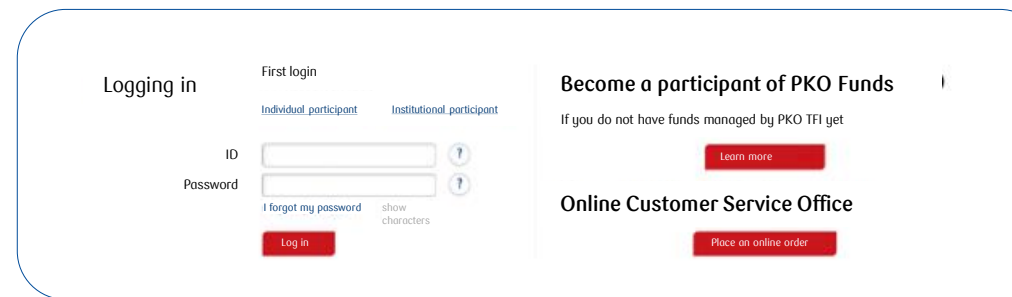 Logging in
First login
Individual participant
Institutional participant
ID
?
Password
?
I forgot my password
show
characters
Log in
Become a participant of PKO Funds
If you do not have funds managed by PKO TFI yet
Learn more
Online Customer Service Office
Place an online order